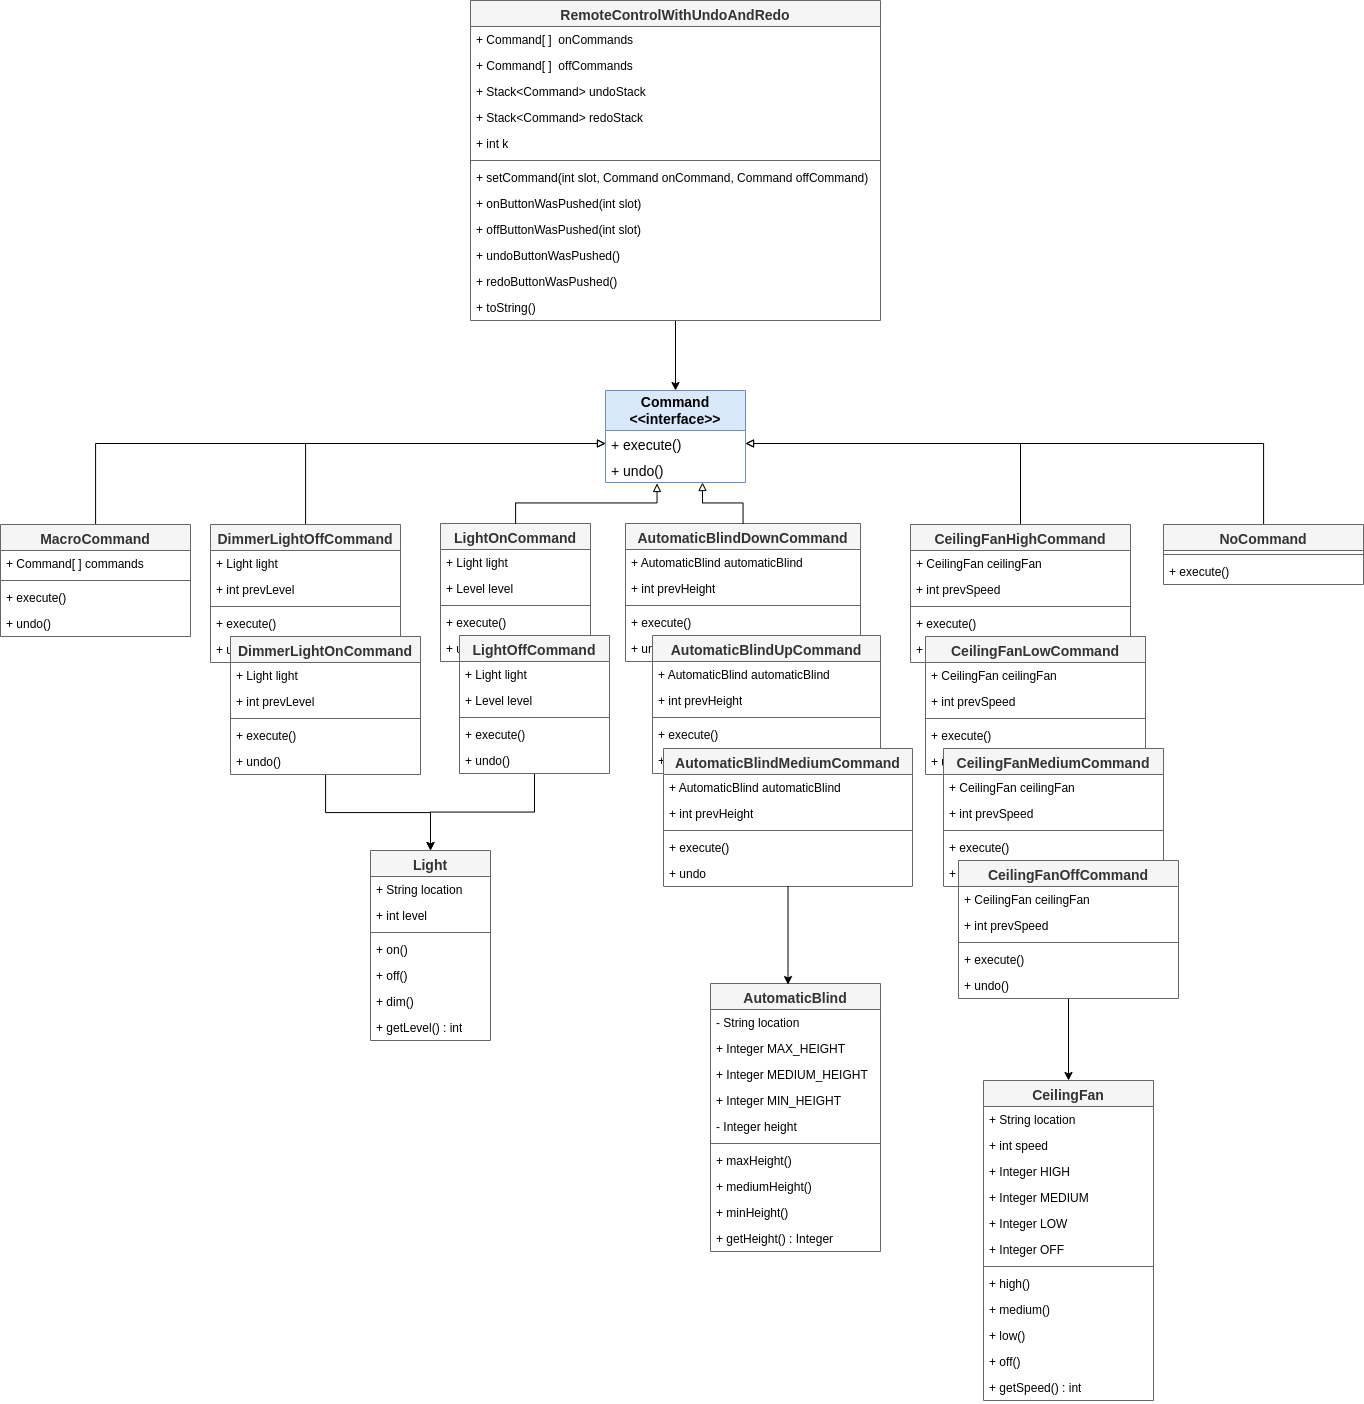 RemoteControlWithUndoAndRedo
+ Command[ ]  onCommands
+ Command[ ]  offCommands
+ Stack<Command> undoStack
+ Stack<Command> redoStack
+ int k
+ setCommand(int slot, Command onCommand, Command offCommand)
+ onButtonWasPushed(int slot)
+ offButtonWasPushed(int slot)
+ undoButtonWasPushed()
+ redoButtonWasPushed()
+ toString()
Command
<<interface>>
+ execute()
+ undo()
MacroCommand
+ Command[ ] commands
+ execute()
+ undo()
DimmerLightOffCommand
+ Light light
+ int prevLevel
+ execute()
+ u
DimmerLightOnCommand
+ Light light
+ int prevLevel
+ execute()
+ undo()
LightOnCommand
+ Light light
+ Level level
+ execute()
+ u
LightOffCommand
+ Light light
+ Level level
+ execute()
+ undo()
Light
+ String location
+ int level
+ on()
+ off()
+ dim()
+ getLevel() : int
AutomaticBlindDownCommand
+ AutomaticBlind automaticBlind
+ int prevHeight
+ execute()
+ un
AutomaticBlindUpCommand
+ AutomaticBlind automaticBlind
+ int prevHeight
+ execute()
+
AutomaticBlindMediumCommand
+ AutomaticBlind automaticBlind
+ int prevHeight
+ execute()
+ undo
AutomaticBlind
- String location
+ Integer MAX_HEIGHT
+ Integer MEDIUM_HEIGHT
+ Integer MIN_HEIGHT
- Integer height
+ maxHeight()
+ mediumHeight()
+ minHeight()
+ getHeight() : Integer
CeilingFanHighCommand
+ CeilingFan ceilingFan
+ int prevSpeed
+ execute()
+
CeilingFanLowCommand
+ CeilingFan ceilingFan
+ int prevSpeed
+ execute()
+ u
CeilingFanMediumCommand
+ CeilingFan ceilingFan
+ int prevSpeed
+ execute()
+
CeilingFanOffCommand
+ CeilingFan ceilingFan
+ int prevSpeed
+ execute()
+ undo()
CeilingFan
+ String location
+ int speed
+ Integer HIGH
+ Integer MEDIUM
+ Integer LOW
+ Integer OFF
+ high()
+ medium()
+ low()
+ off()
+ getSpeed() : int
NoCommand
+ execute()